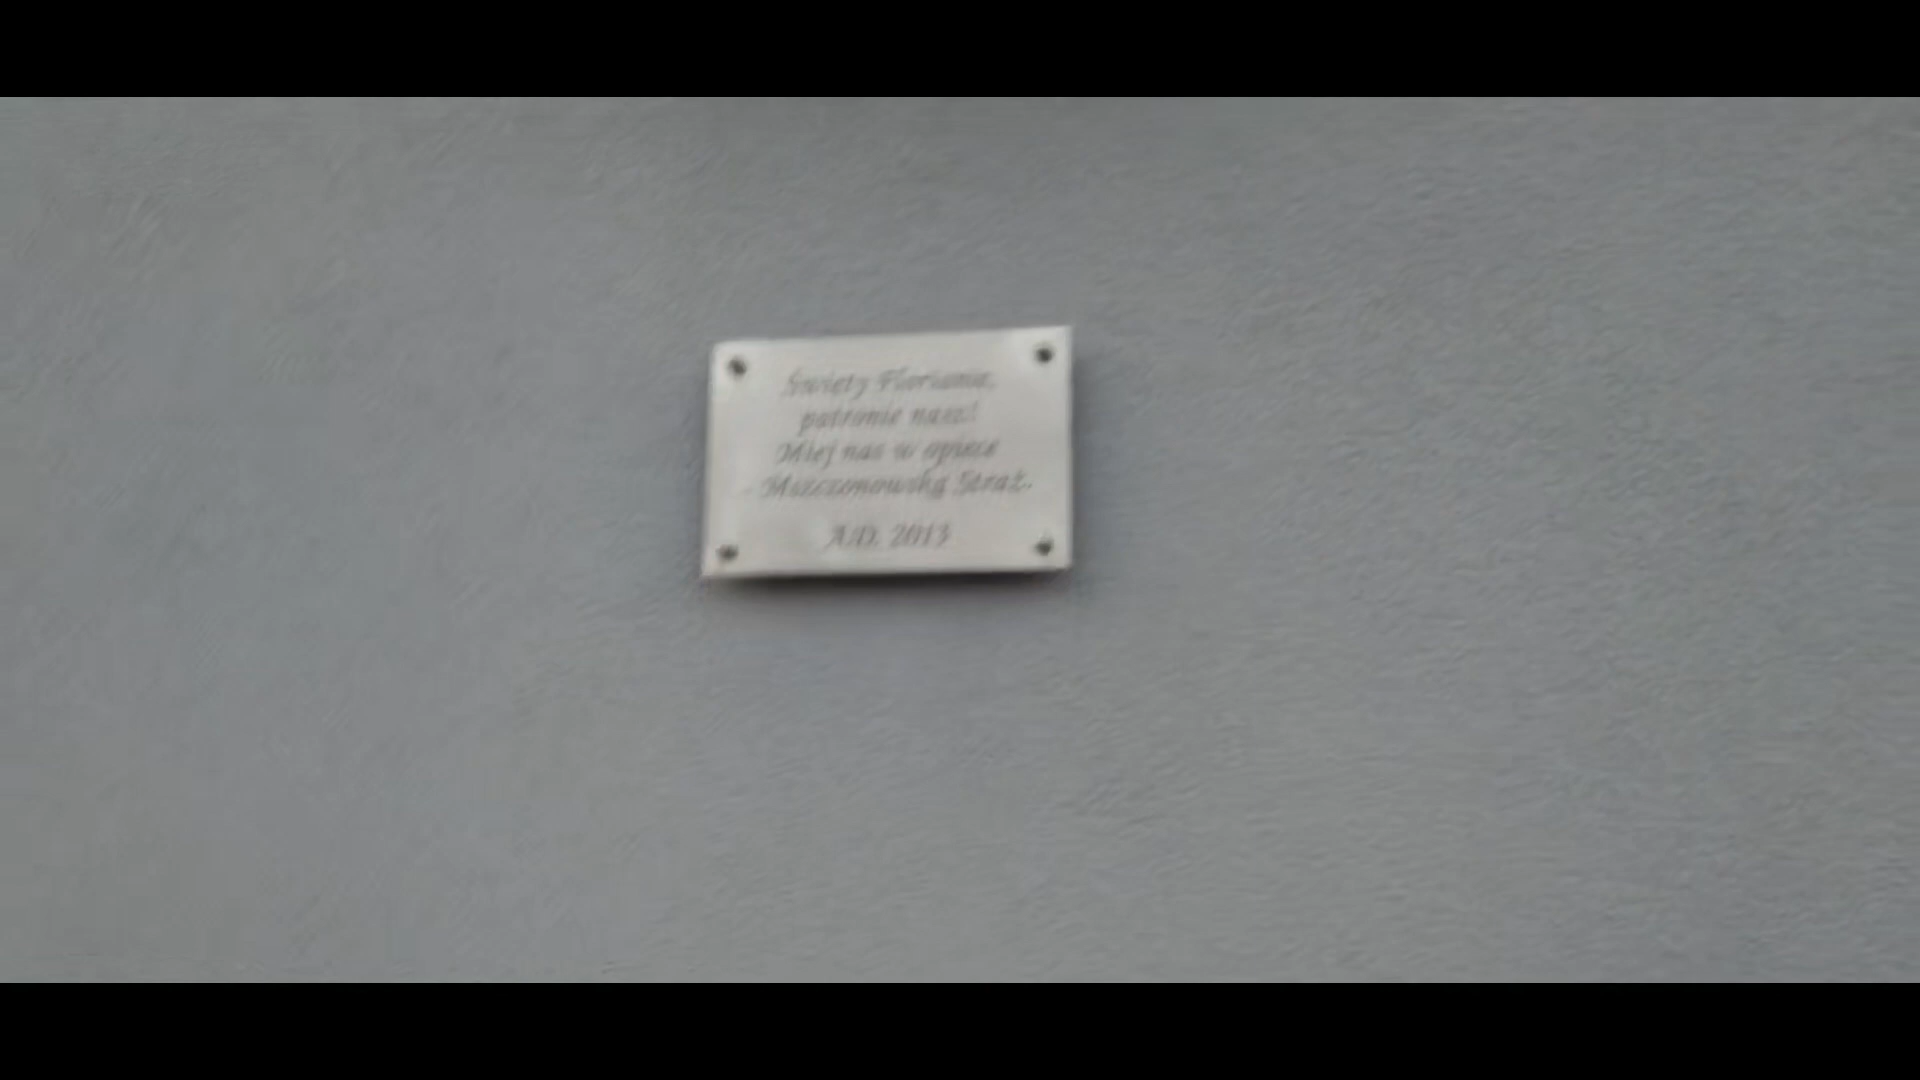 Święty Florianie,
patronie nasz!
Miej nas w opiece
- Mszczonowską Straż.
A.D. 2013